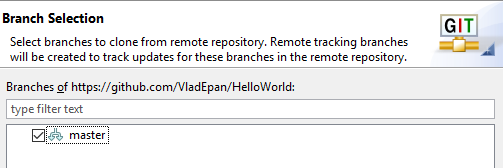 Branch Selection
GIT
Select branches to clone from remote repository. Remote tracking branches
will be created to track updates for these branches in the remote repository.
Branches of https://github.com/VladEpan/HelloWorld:
type filter text
master